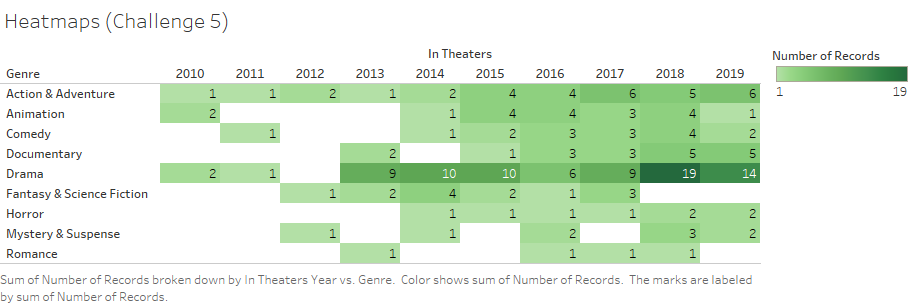 Heatmaps (Challenge 5)
In Theaters
Genre 2010 2011 2012 2013 2014 2015 2016 2017 2018 2019
Action & Adventure 1 1 2 1 2 4 4 6 5 6
Animation 2 1 4 4 3 4 1
Comedy 1 1 2 3 3 4 2
Documentary 2 1 3 3 5 5
Drama 2 1 9 10 10 6 9 19 14
Fantasy & Science Fiction 1 2 4 2 1 3
Horror 1 1 1 1 2 2
Mystery & Suspense 1 1 2 3 2
Romance 1 1 1 1
Number of Records
1 19
Sum of Number of Records broken down by In Theaters Year vs. Genre. Color shows sum of Number of Records. The marks are labeled
by sum of Number of Records.